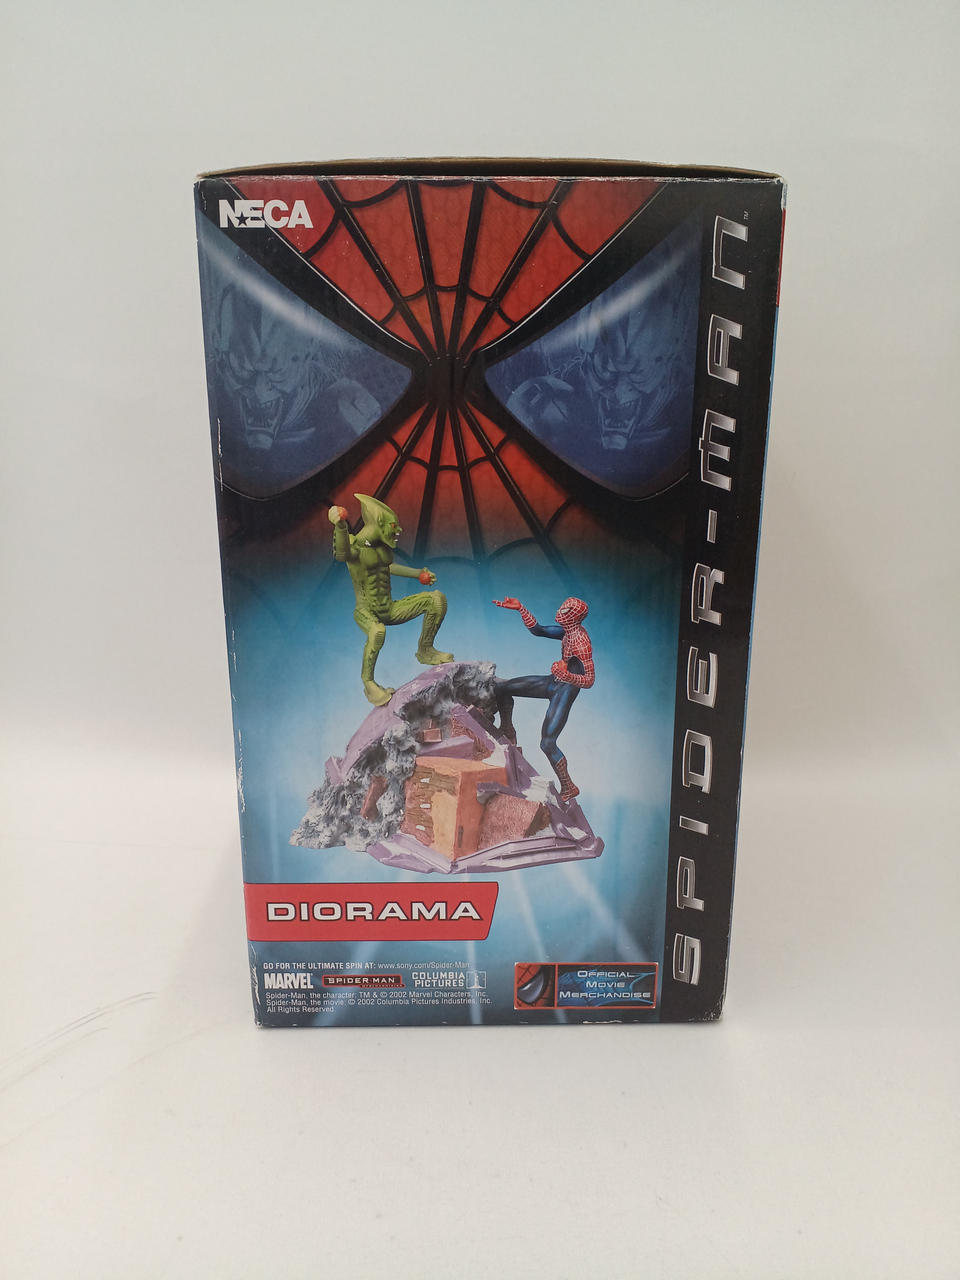 NECA
SPIDER-MAN™
DIORAMA
GO FOR THE ULTIMATE SPIN AT: www.sony.com/Spider-Man
MARVEL
SPIDER-MAN
COLUMBIA
PICTURES
Spider-Man, the character: TM & © 2002 Marvel Characters, Inc.
Spider-Man, the movie: © 2002 Columbia Pictures Industries, Inc.
All Rights Reserved.
OFFICIAL
MOVIE
MERCHANDISE